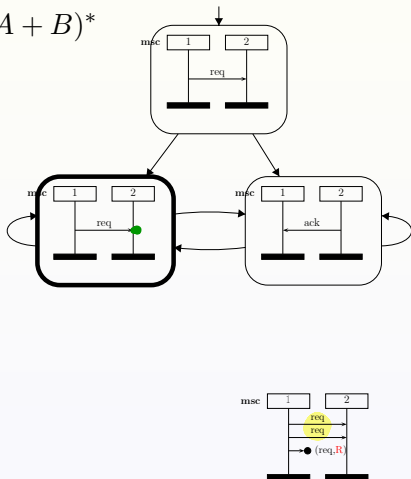 A + B)*
msc 1 2
req
msc 1 2
req
msc 1 2
ack
msc 1 2
req
req
(req,R)